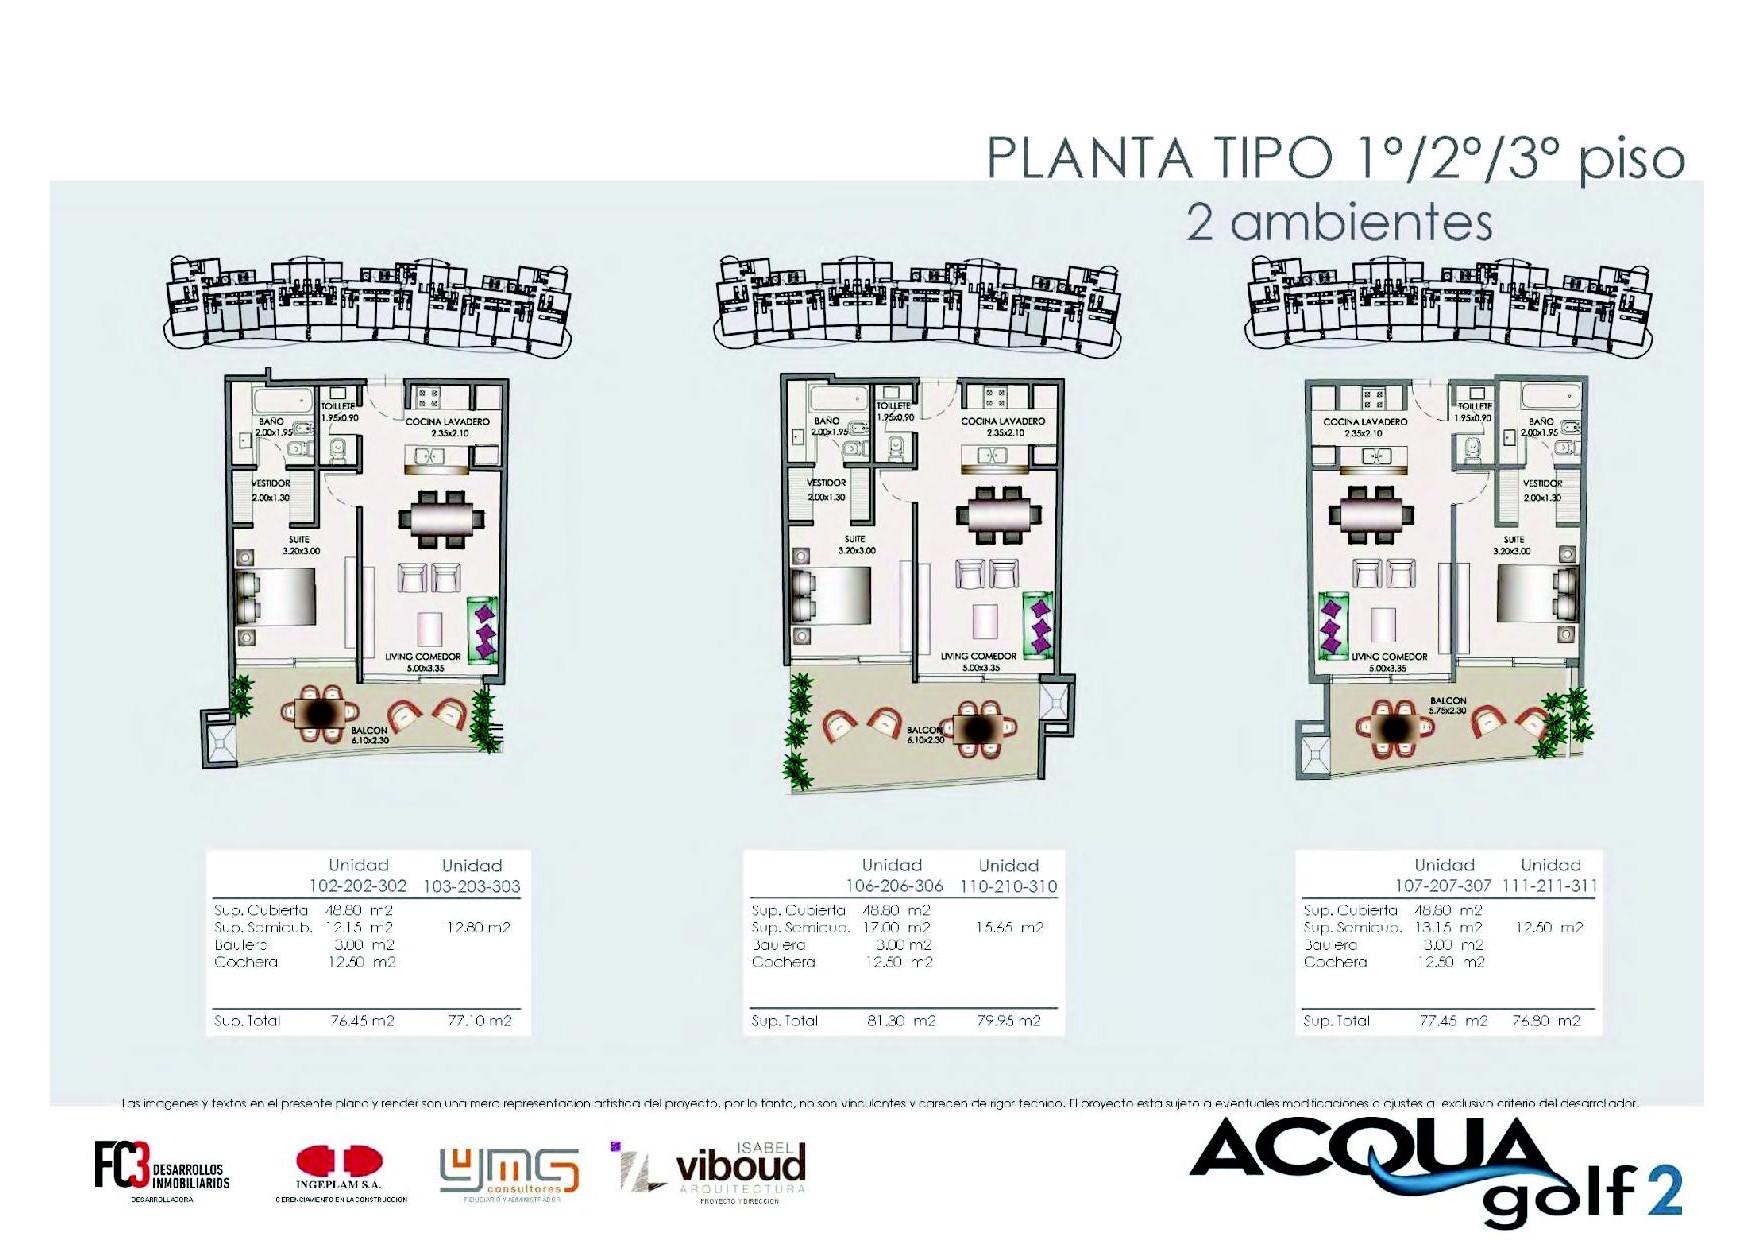 PLANTA TIPO 1º/2º/3º piso
2 ambientes
BAÑO
2.00x1.95
TOILLETE
1.95x0.90
COCINA LAVADERO
2.35x2.10
VESTIDOR
2.00x1.30
SUITE
3.20x3.00
LIVING COMEDOR
5.00x3.35
BALCON
6.10x2.30
BAÑO
2.00x1.95
TOILLETE
1.95x0.90
COCINA LAVADERO
2.35x2.10
VESTIDOR
2.00x1.30
SUITE
3.20x3.00
LIVING COMEDOR
5.00x3.35
BALCON
6.10x2.30
COCINA LAVADERO
2.35x2.10
TOILLETE
1.95x0.90
BAÑO
2.00x1.95
VESTIDOR
2.00x1.30
SUITE
3.20x3.00
LIVING COMEDOR
5.00x3.35
BALCON
5.75x2.30
Unidad Unidad
102-202-302 103-203-303
Sup. Cubierta 48.80 m2
Sup. Semicub. 12.15 m2 12.80 m2
Baulera 3.00 m2
Cochera 12.50 m2
Sup. Total 76.45 m2 77.10 m2
Unidad Unidad
106-206-306 110-210-310
Sup. Cubierta 48.80 m2
Sup. Semicub. 17.00 m2 15.65 m2
Baulera 3.00 m2
Cochera 12.50 m2
Sup. Total 81.30 m2 79.95 m2
Unidad Unidad
107-207-307 111-211-311
Sup. Cubierta 48.80 m2
Sup. Semicub. 13.15 m2 12.50 m2
Baulera 3.00 m2
Cochera 12.50 m2
Sup. Total 77.45 m2 76.80 m2
Las imagenes y textos en el presente plano y render son una mera representacion artistica del proyecto, por lo tanto, no son vinculantes y carecen de rigor tecnico. El proyecto esta sujeto a eventuales modificaciones o ajustes a exclusivo criterio del desarrollador.
FC3 DESARROLLOS
INMOBILIARIOS
DESARROLLADORA
INGEPLAM S.A.
GERENCIAMIENTO EN LA CONSTRUCCION
YMG
consultores
FIDUCIARIO Y ADMINISTRADOR
ISABEL
viboud
ARQUITECTURA
PROYECTO Y DIRECCION
ACQUA
golf 2